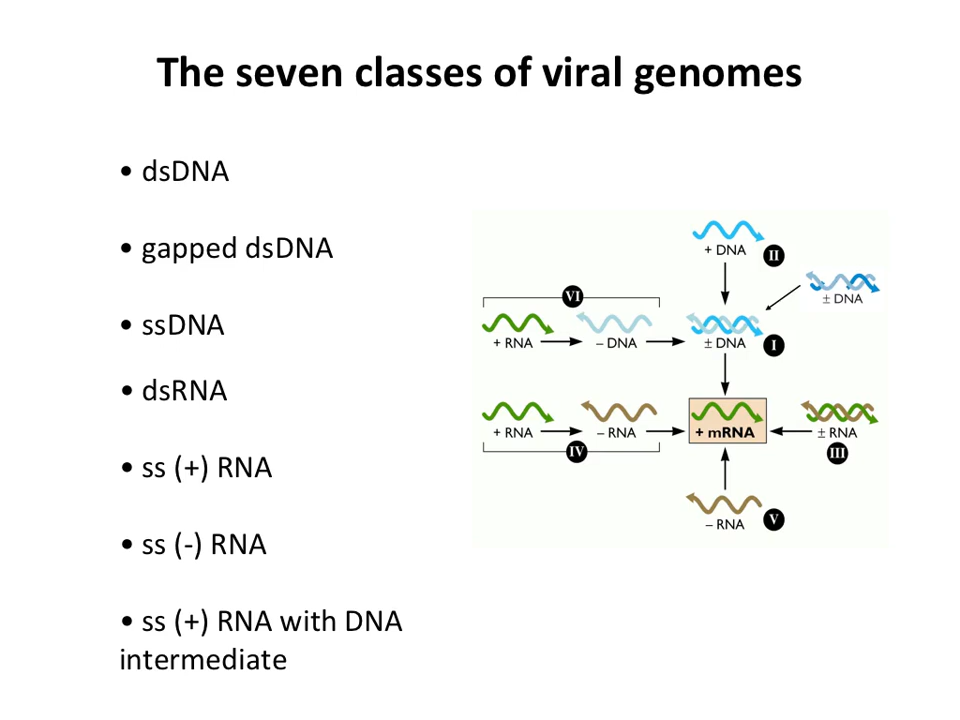 The seven classes of viral genomes
• dsDNA
• gapped dsDNA
• ssDNA
• dsRNA
• ss (+) RNA
• ss (-) RNA
• ss (+) RNA with DNA
intermediate
+ DNA
II
± DNA
VI
+ RNA
– DNA
± DNA
I
+ RNA
– RNA
+ mRNA
± RNA
IV
III
– RNA
V